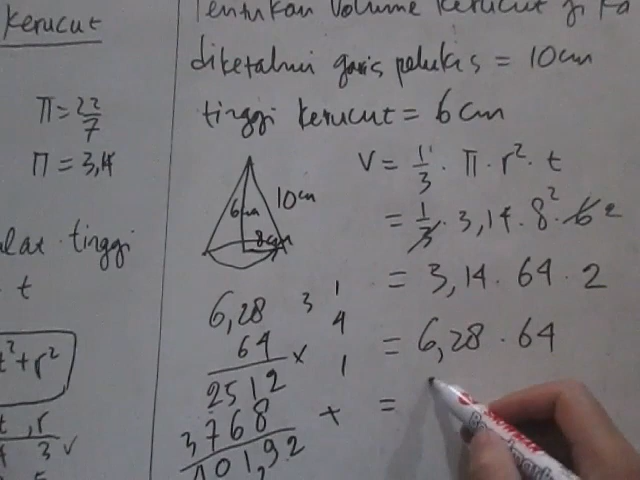 Kerucut
π = 22/7
π = 3,14
tinggi
t
t² + r²
t, r
3 v
Tentukan Volume Kerucut
diketahui garis pelukis = 10cm
tinggi kerucut = 6 cm
10cm
6cm
8cm
V = 1/3 . π . r² . t
= 1/3 . 3,14 . 8² . 6 2
= 3,14 . 64 . 2
= 6,28 . 64
=
6,28
64 ×
2512
3768 +
401,92
3 1
4
1